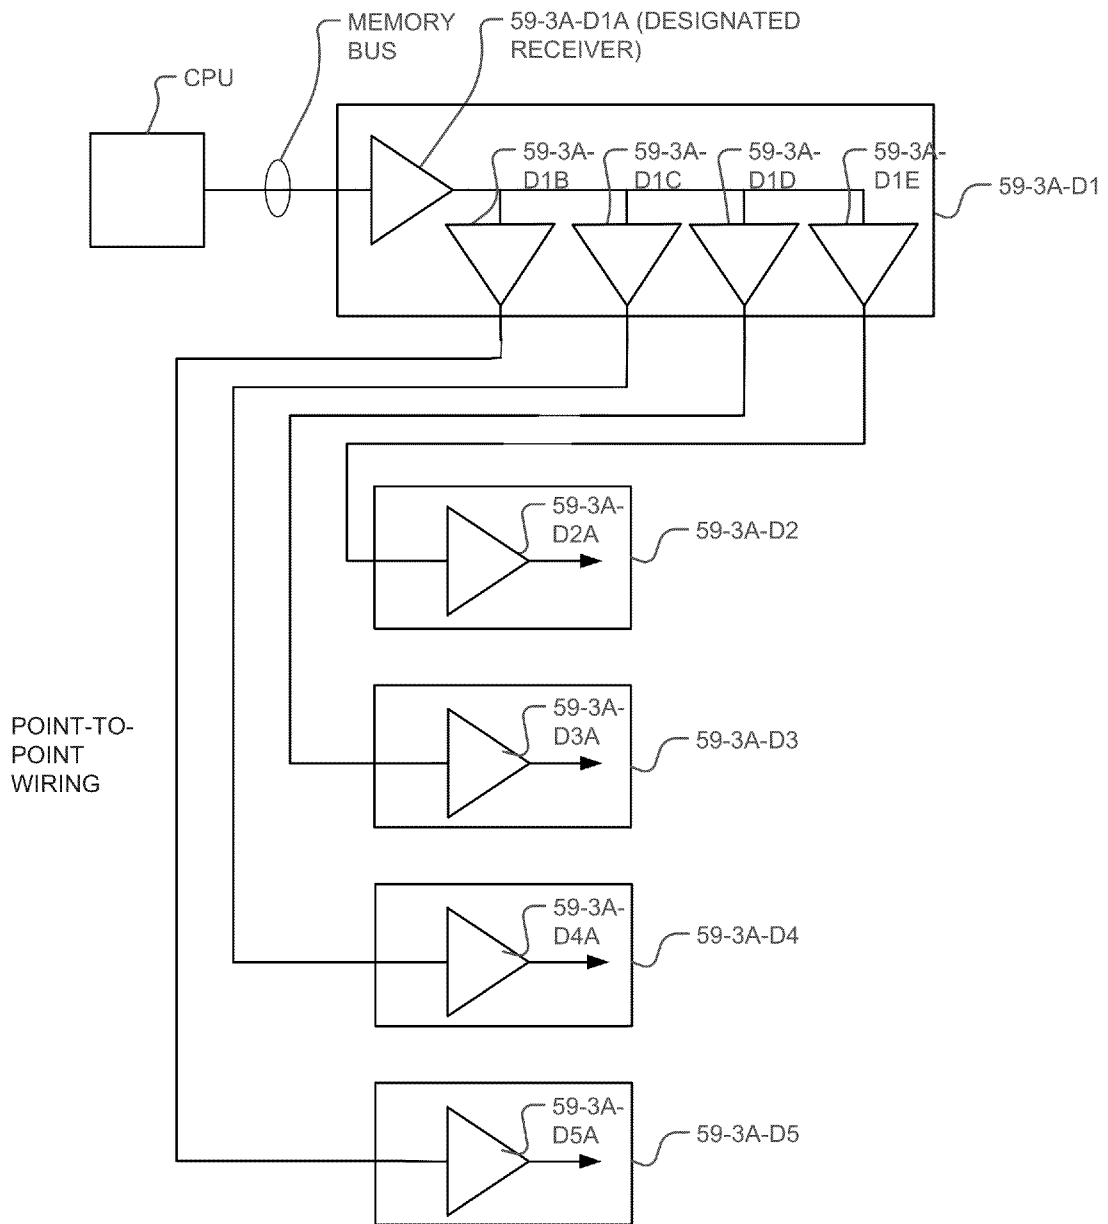 MEMORY
BUS
59-3A-D1A (DESIGNATED
RECEIVER)
CPU
59-3A-
D1B
59-3A-
D1C
59-3A-
D1D
59-3A-
D1E
59-3A-D1
59-3A-
D2A
59-3A-D2
POINT-TO-
POINT
WIRING
59-3A-
D3A
59-3A-D3
59-3A-
D4A
59-3A-D4
59-3A-
D5A
59-3A-D5